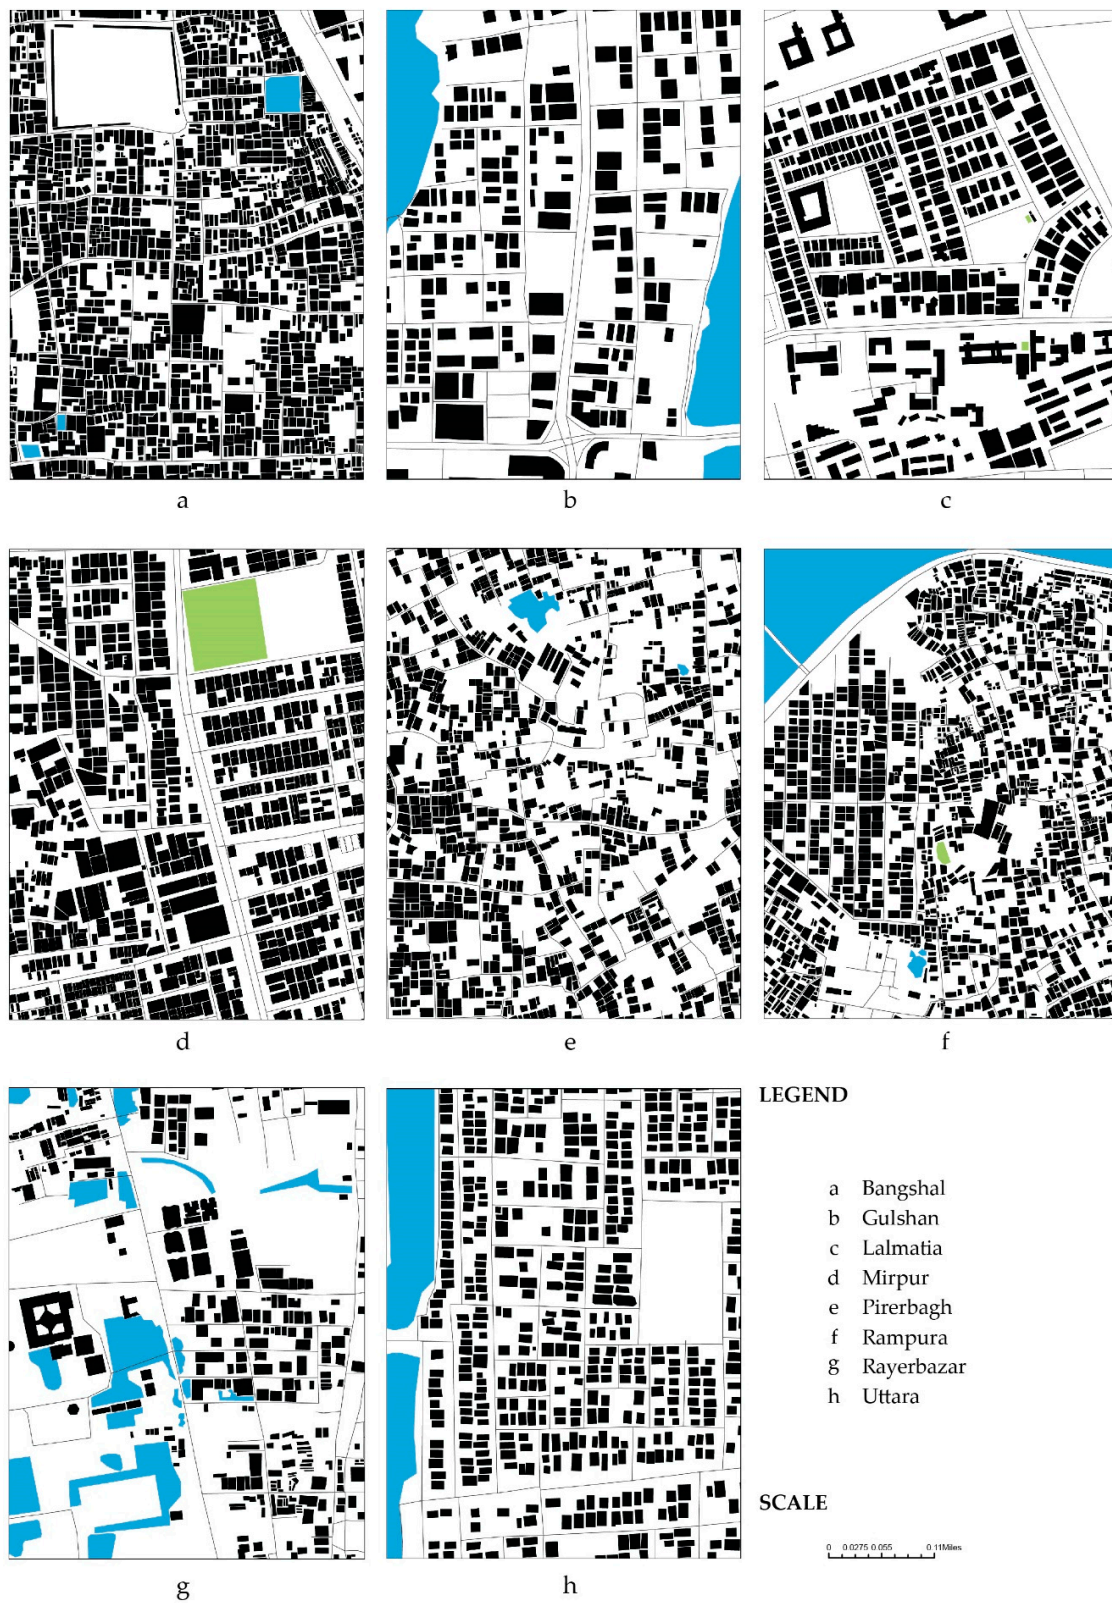 a
b
c
d
e
f
g
h
LEGEND
a Bangshal
b Gulshan
c Lalmatia
d Mirpur
e Pirerbagh
f Rampura
g Rayerbazar
h Uttara
SCALE
0 0.0275 0.055 0.11Miles